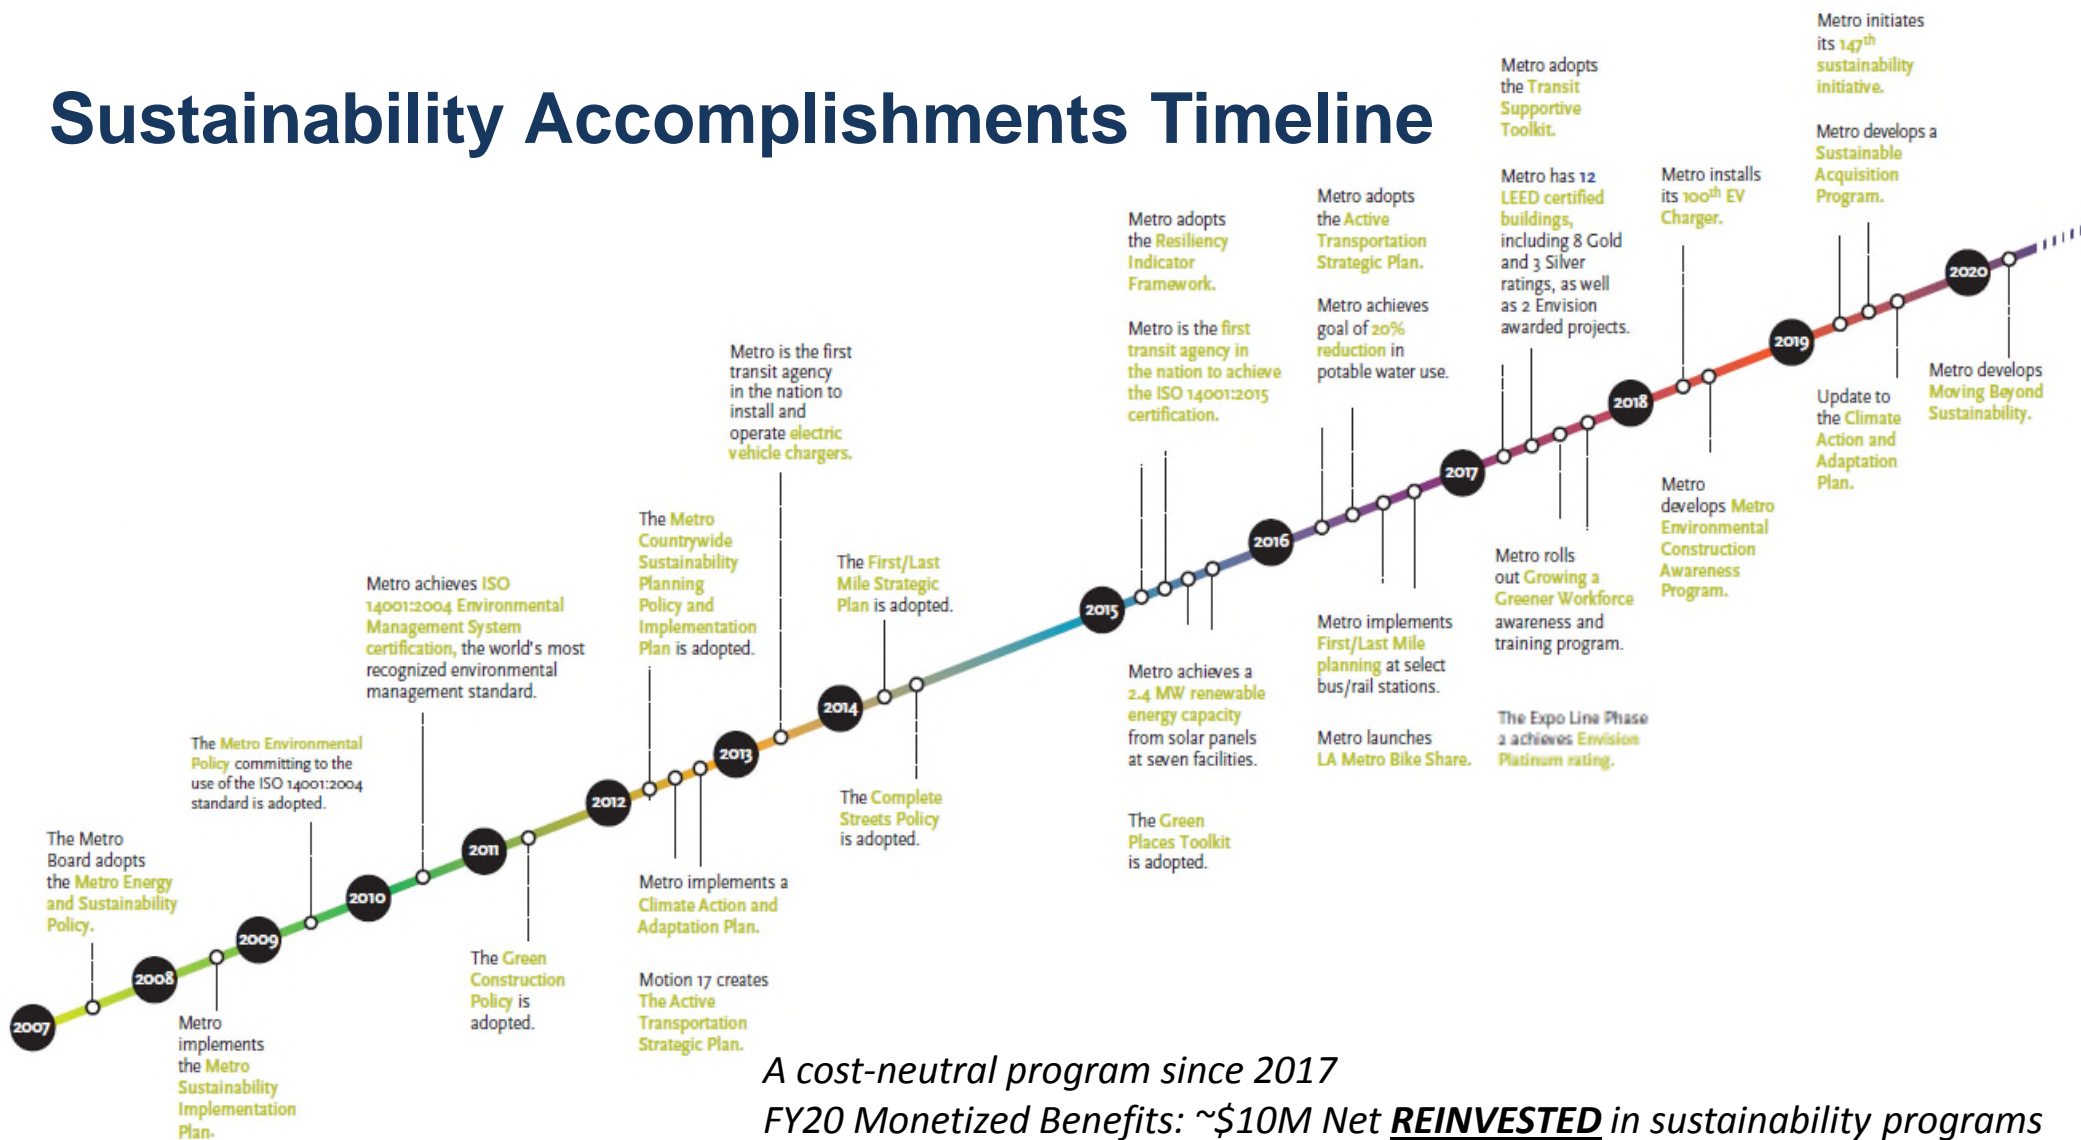 Sustainability Accomplishments Timeline
2007
The Metro
Board adopts
the Metro Energy
and Sustainability
Policy.
2008
Metro
implements
the Metro
Sustainability
Implementation
Plan.
2009
The Metro Environmental
Policy committing to the
use of the ISO 14001:2004
standard is adopted.
2010
Metro achieves ISO
14001:2004 Environmental
Management System
certification, the world's most
recognized environmental
management standard.
2011
The Green
Construction
Policy is
adopted.
2012
The Metro
Countrywide
Sustainability
Planning
Policy and
Implementation
Plan is adopted.
Metro implements a
Climate Action and
Adaptation Plan.
Motion 17 creates
The Active
Transportation
Strategic Plan.
2013
Metro is the first
transit agency
in the nation to
install and
operate electric
vehicle chargers.
2014
The First/Last
Mile Strategic
Plan is adopted.
The Complete
Streets Policy
is adopted.
2015
Metro adopts
the Resiliency
Indicator
Framework.
Metro is the first
transit agency in
the nation to achieve
the ISO 14001:2015
certification.
Metro achieves a
2.4 MW renewable
energy capacity
from solar panels
at seven facilities.
The Green
Places Toolkit
is adopted.
2016
Metro adopts
the Active
Transportation
Strategic Plan.
Metro achieves
goal of 20%
reduction in
potable water use.
Metro implements
First/Last Mile
planning at select
bus/rail stations.
Metro launches
LA Metro Bike Share.
2017
Metro adopts
the Transit
Supportive
Toolkit.
Metro has 12
LEED certified
buildings,
including 8 Gold
and 3 Silver
ratings, as well
as 2 Envision
awarded projects.
Metro rolls
out Growing a
Greener Workforce
awareness and
training program.
The Expo Line Phase
2 achieves Envision
Platinum rating.
2018
Metro installs
its 100th EV
Charger.
Metro
develops Metro
Environmental
Construction
Awareness
Program.
2019
Metro initiates
its 147th
sustainability
initiative.
Metro develops a
Sustainable
Acquisition
Program.
Update to
the Climate
Action and
Adaptation
Plan.
2020
Metro develops
Moving Beyond
Sustainability.
A cost-neutral program since 2017
FY20 Monetized Benefits: ~$10M Net REINVESTED in sustainability programs